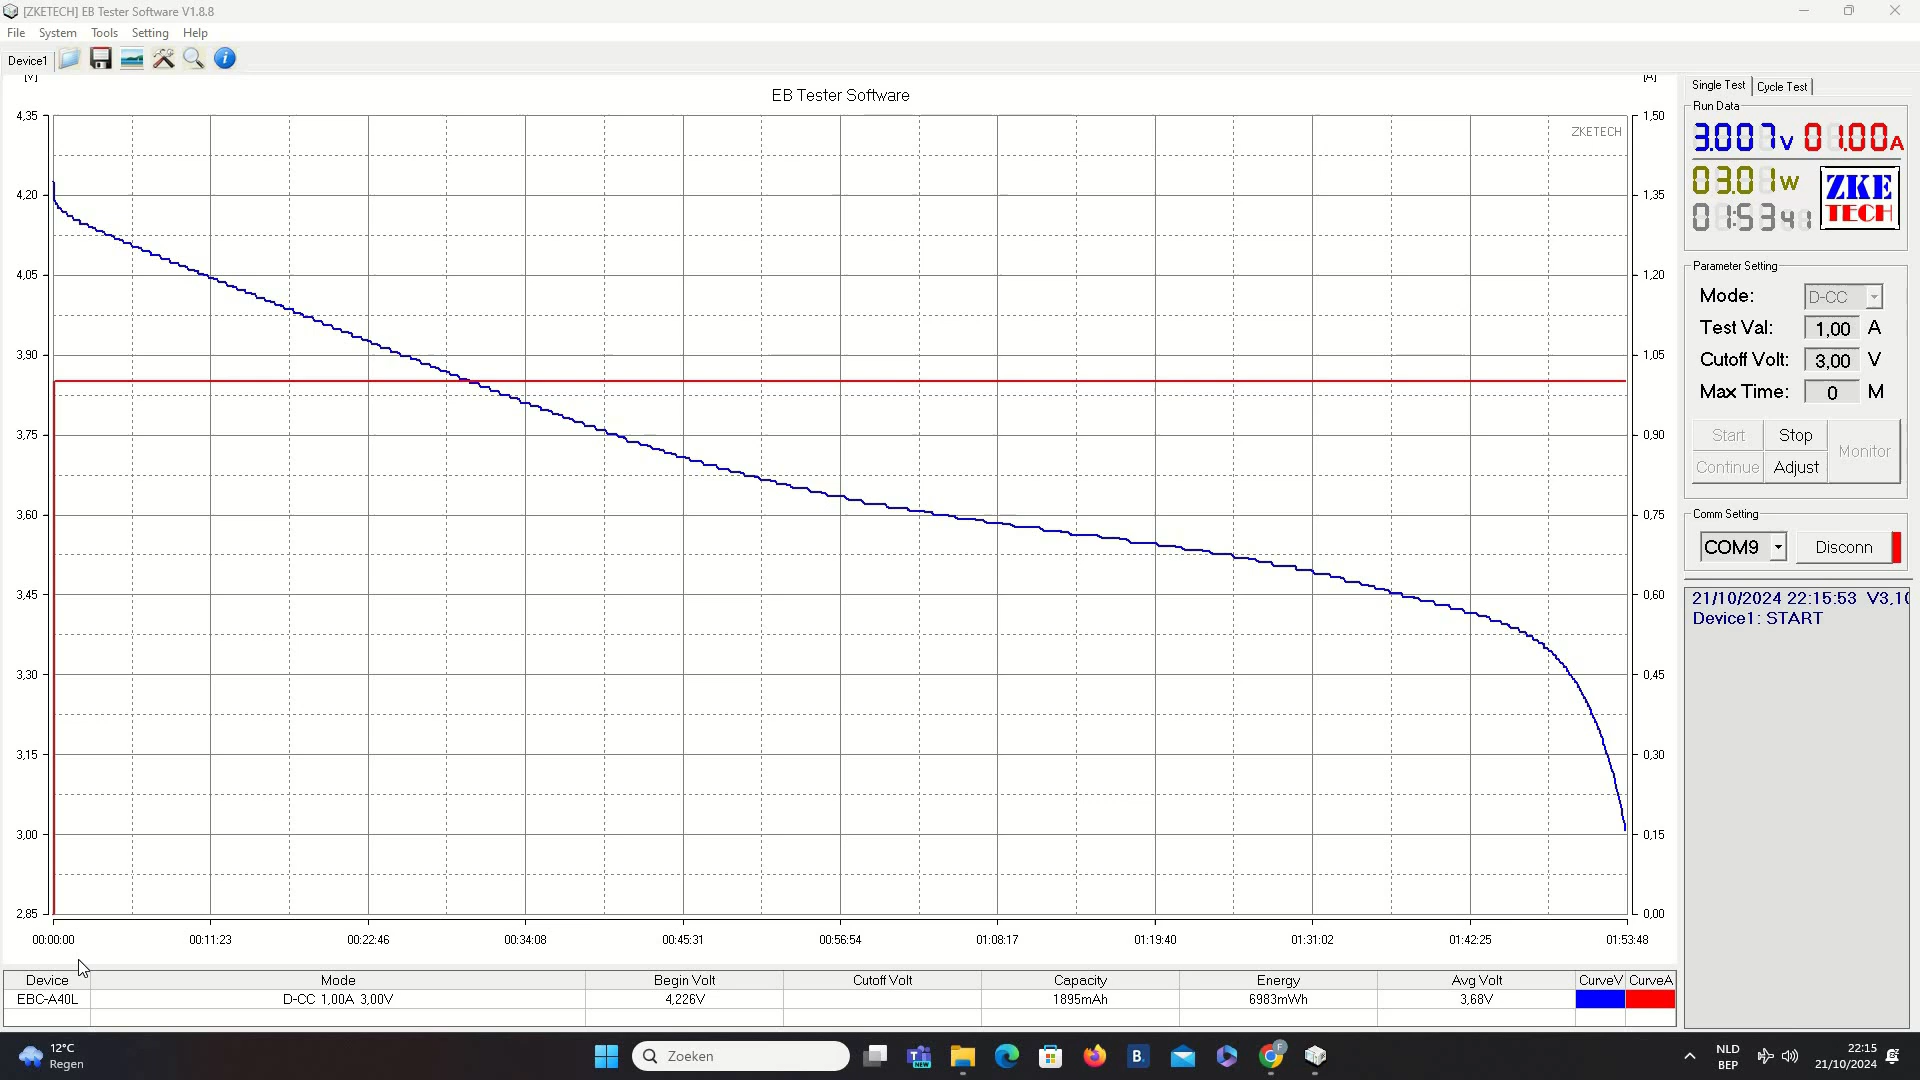 [ZKETECH] EB Tester Software V1.8.8
File System Tools Setting Help
Device1
[V] [A]
EB Tester Software
ZKETECH
4,35
4,20
4,05
3,90
3,75
3,60
3,45
3,30
3,15
3,00
2,85
1,50
1,35
1,20
1,05
0,90
0,75
0,60
0,45
0,30
0,15
0,00
00:00:00 00:11:23 00:22:46 00:34:08 00:45:31 00:56:54 01:08:17 01:19:40 01:31:02 01:42:25 01:53:48
Single Test Cycle Test
Run Data
3.007V 01.00A
03.01W
01:53 41
ZKE
TECH
Parameter Setting
Mode: D-CC
Test Val: 1,00 A
Cutoff Volt: 3,00 V
Max Time: 0 M
Start Stop Monitor
Continue Adjust
Comm Setting
COM9 Disconn
21/10/2024 22:15:53 V3,10
Device1: START
Device Mode Begin Volt Cutoff Volt Capacity Energy Avg Volt CurveV CurveA
EBC-A40L D-CC 1,00A 3,00V 4,226V 1895mAh 6983mWh 3,68V
12°C
Regen
Zoeken
NEW
B.
F
NLD
BEP
22:15
21/10/2024